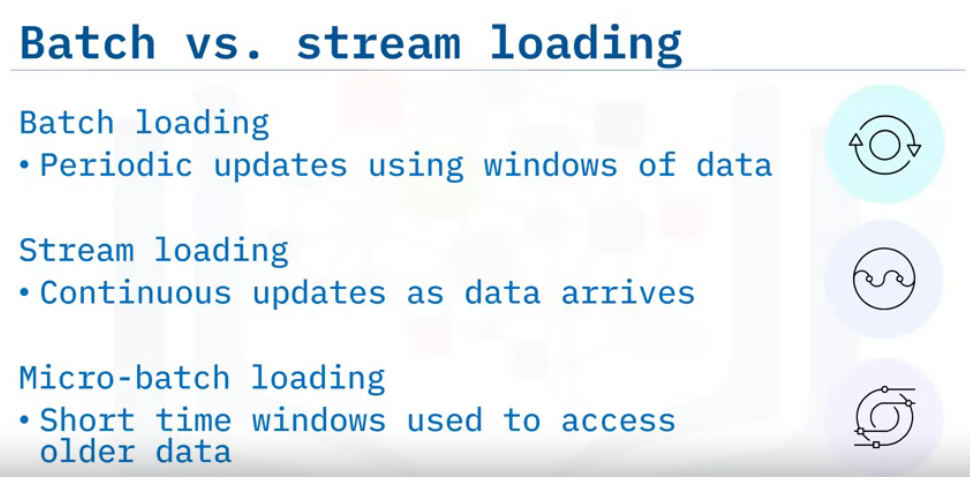 Batch vs. stream loading
Batch loading
• Periodic updates using windows of data
Stream loading
• Continuous updates as data arrives
Micro-batch loading
• Short time windows used to access
older data